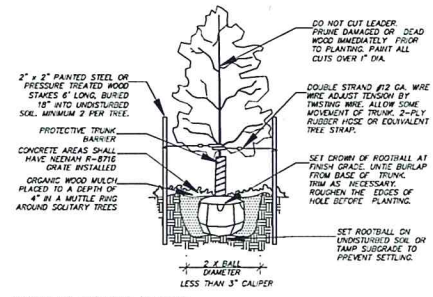 DO NOT CUT LEADER.
PRUNE DAMAGED OR DEAD
WOOD IMMEDIATELY PRIOR
TO PLANTING. PAINT ALL
CUTS OVER 1" DIA.
2" x 2" PAINTED STEEL OR
PRESSURE TREATED WOOD
STAKES 6' LONG, BURIED
18" INTO UNDISTURBED
SOIL. MINIMUM 2 PER TREE.
DOUBLE STRAND #12 GA. WIRE
WIRE ADJUST TENSION BY
TWISTING WIRE. ALLOW SOME
MOVEMENT OF TRUNK. 2-PLY
RUBBER HOSE OR EQUIVALENT
TREE STRAP.
PROTECTIVE TRUNK
BARRIER
CONCRETE AREAS SHALL
HAVE NEENAH R-8716
GRATE INSTALLED
ORGANIC WOOD MULCH
PLACED TO A DEPTH OF
4" IN A MUTTLE RING
AROUND SOLITARY TREES
SET CROWN OF ROOTBALL AT
FINISH GRADE. UNTIE BURLAP
FROM BASE OF TRUNK.
TRIM AS NECESSARY.
ROUGHEN THE EDGES OF
HOLE BEFORE PLANTING.
SET ROOTBALL ON
UNDISTURBED SOIL OR
TAMP SUBGRADE TO
PREVENT SETTLING.
2 X BALL
DIAMETER
LESS THAN 3" CALIPER